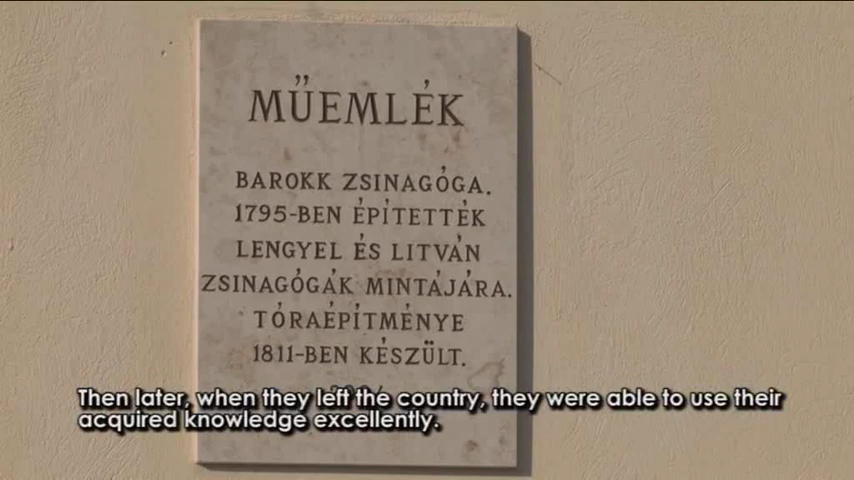 MŰEMLÉK
BAROKK ZSINAGÓGA.
1795-BEN ÉPÍTETTÉK
LENGYEL ÉS LITVÁN
ZSINAGÓGÁK MINTÁJÁRA.
TÓRAÉPÍTMÉNYE
1811-BEN KÉSZÜLT.
Then later, when they left the country, they were able to use their
acquired knowledge excellently.